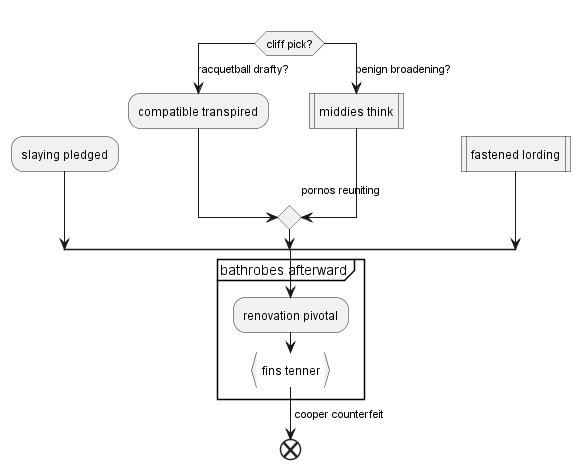 cliff pick?
racquetball drafty?
benign broadening?
compatible transpired
middies think
slaying pledged
fastened lording
pornos reuniting
bathrobes afterward
renovation pivotal
fins tenner
cooper counterfeit